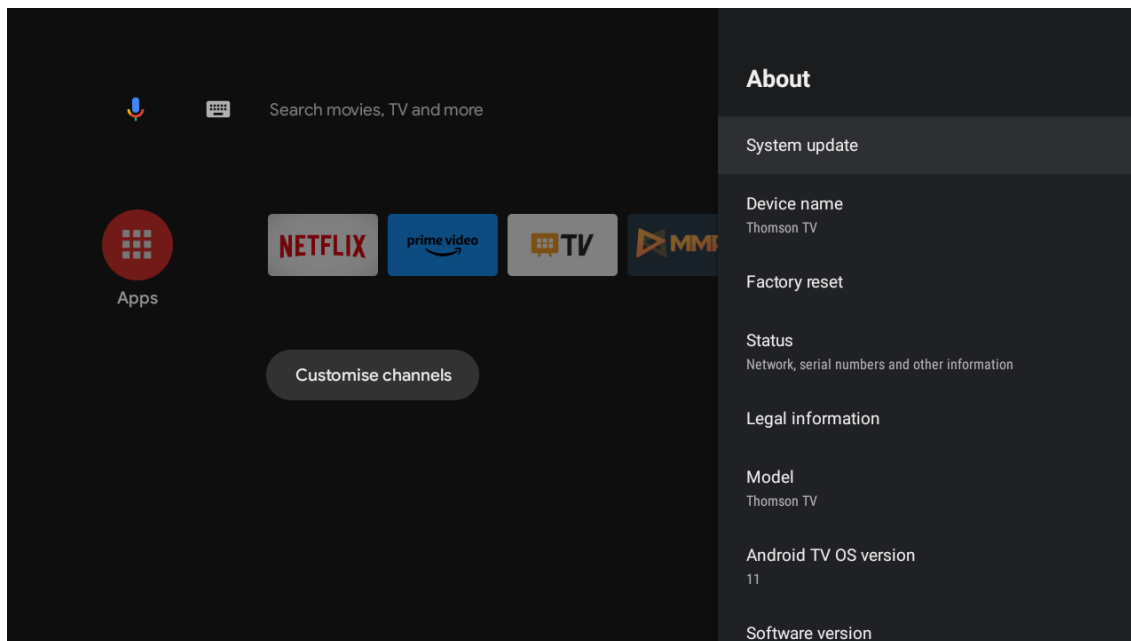 Search movies, TV and more
Apps
NETFLIX
prime video
TV
Customise channels
About
System update
Device name
Thomson TV
Factory reset
Status
Network, serial numbers and other information
Legal information
Model
Thomson TV
Android TV OS version
11
Software version